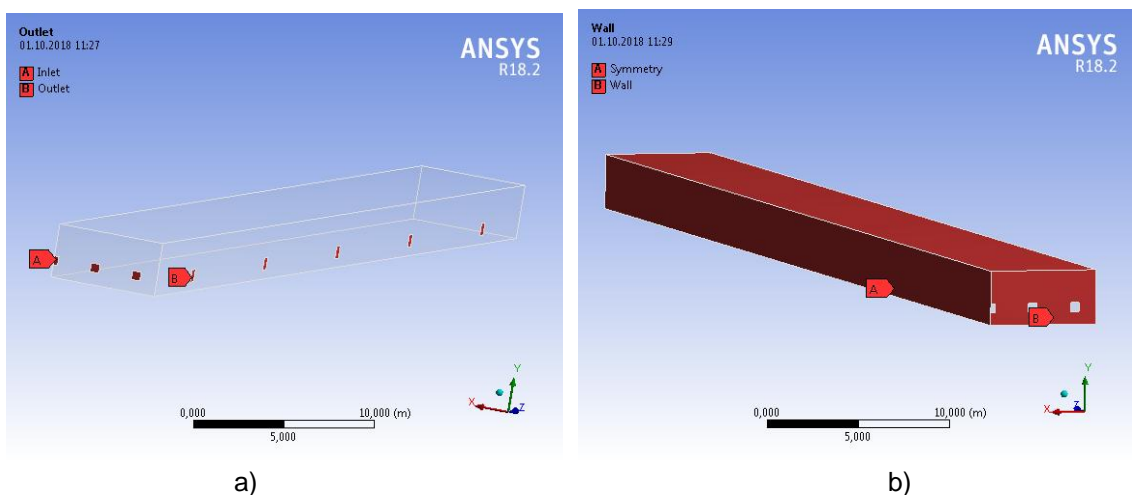 Outlet
01.10.2018 11:27
A Inlet
B Outlet
ANSYS
R18.2
A
B
Y
X
Z
0,000
10,000 (m)
5,000
a)
Wall
01.10.2018 11:29
A Symmetry
B Wall
ANSYS
R18.2
A
B
Y
X
Z
0,000
10,000 (m)
5,000
b)